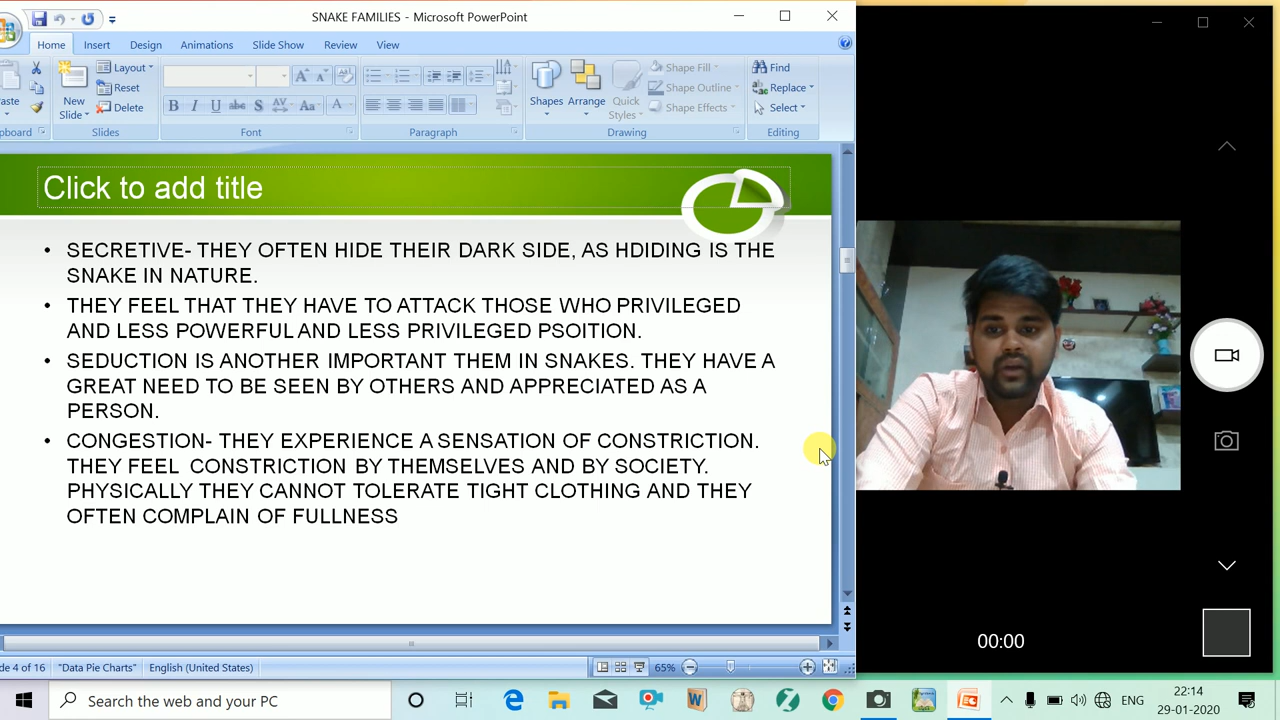 SNAKE FAMILIES - Microsoft PowerPoint
Home Insert Design Animations Slide Show Review View
Layout
Reset
Delete
New
Slide
Shapes Arrange Quick
Styles
Shape Fill
Shape Outline
Shape Effects
Find
Replace
Select
Slides Font Paragraph Drawing Editing
Click to add title
• SECRETIVE- THEY OFTEN HIDE THEIR DARK SIDE, AS HDIDING IS THE
SNAKE IN NATURE.
• THEY FEEL THAT THEY HAVE TO ATTACK THOSE WHO PRIVILEGED
AND LESS POWERFUL AND LESS PRIVILEGED PSOITION.
• SEDUCTION IS ANOTHER IMPORTANT THEM IN SNAKES. THEY HAVE A
GREAT NEED TO BE SEEN BY OTHERS AND APPRECIATED AS A
PERSON.
• CONGESTION- THEY EXPERIENCE A SENSATION OF CONSTRICTION.
THEY FEEL CONSTRICTION BY THEMSELVES AND BY SOCIETY.
PHYSICALLY THEY CANNOT TOLERATE TIGHT CLOTHING AND THEY
OFTEN COMPLAIN OF FULLNESS
00:00
de 4 of 16 "Data Pie Charts" English (United States) 65%
Search the web and your PC
ENG
22:14
29-01-2020